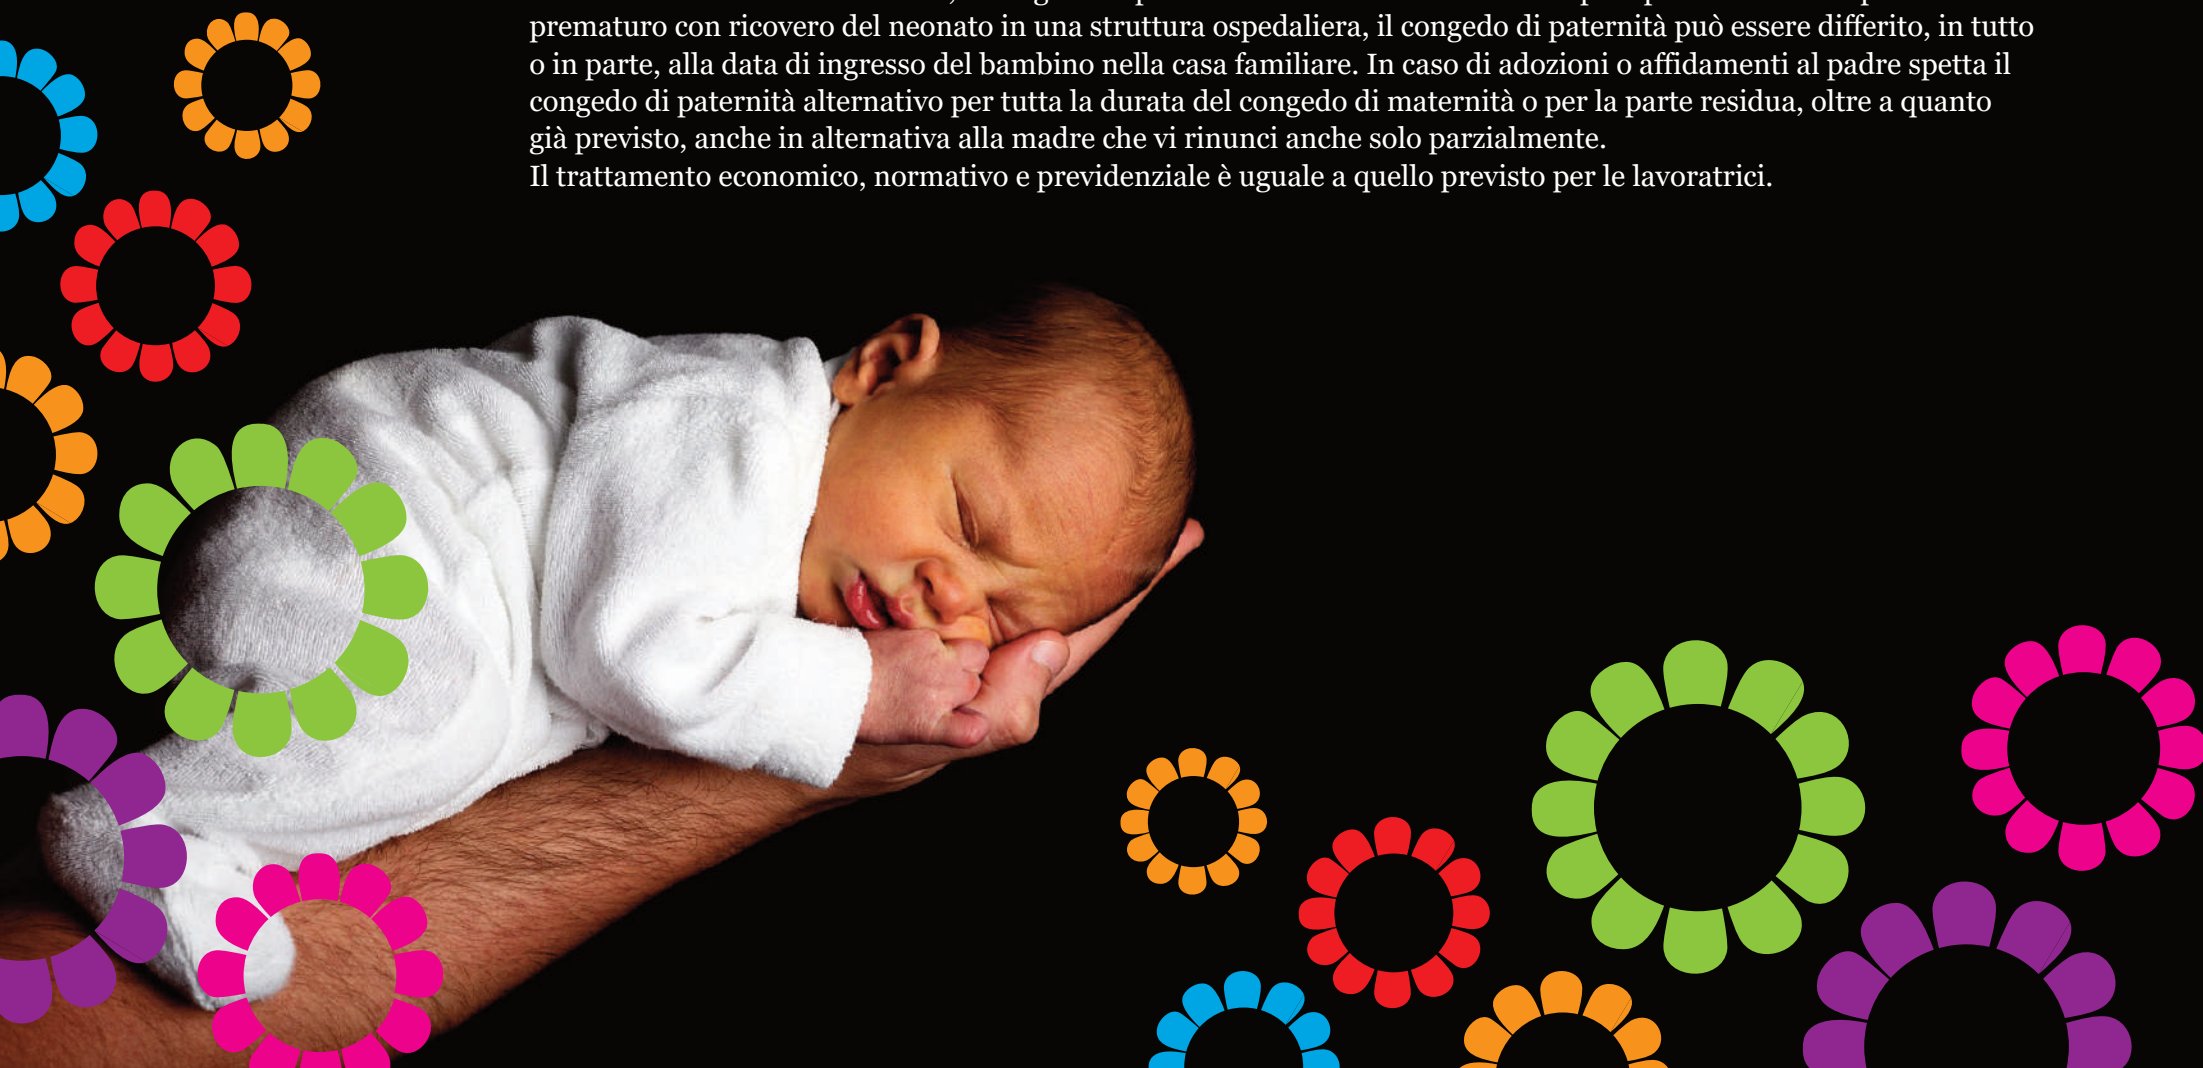 prematuro con ricovero del neonato in una struttura ospedaliera, il congedo di paternità può essere differito, in tutto
o in parte, alla data di ingresso del bambino nella casa familiare. In caso di adozioni o affidamenti al padre spetta il
congedo di paternità alternativo per tutta la durata del congedo di maternità o per la parte residua, oltre a quanto
già previsto, anche in alternativa alla madre che vi rinunci anche solo parzialmente.
Il trattamento economico, normativo e previdenziale è uguale a quello previsto per le lavoratrici.